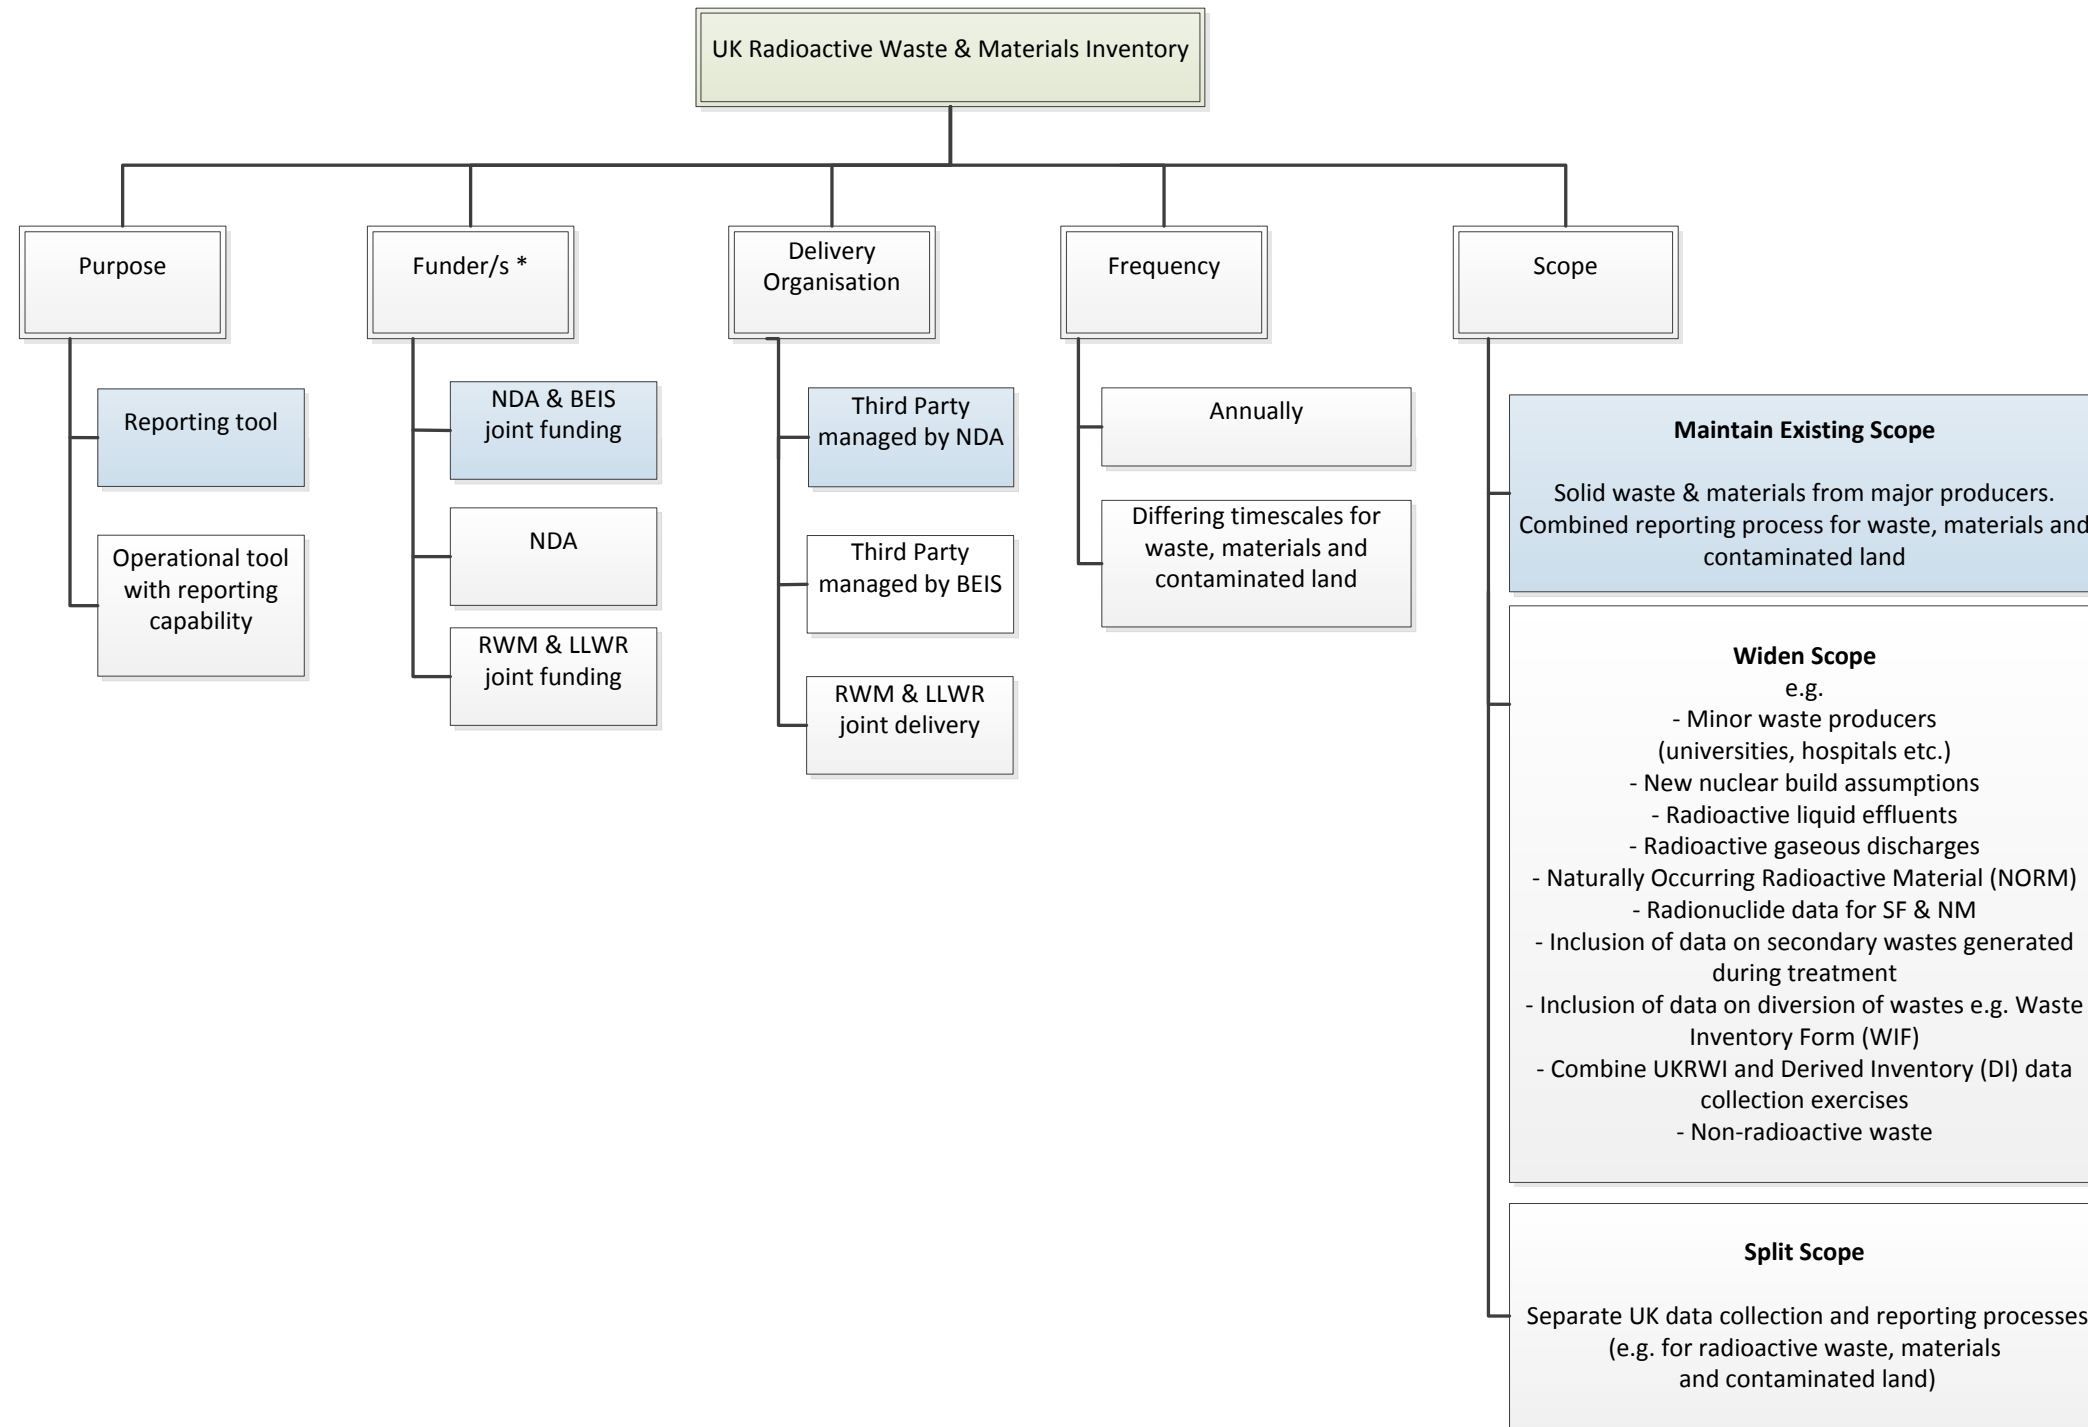 UK Radioactive Waste & Materials Inventory
Purpose
Reporting tool
Operational tool
with reporting
capability
Funder/s *
NDA & BEIS
joint funding
NDA
RWM & LLWR
joint funding
Delivery
Organisation
Third Party
managed by NDA
Third Party
managed by BEIS
RWM & LLWR
joint delivery
Frequency
Annually
Differing timescales for
waste, materials and
contaminated land
Scope
Maintain Existing Scope
Solid waste & materials from major producers.
Combined reporting process for waste, materials and
contaminated land
Widen Scope
e.g.
- Minor waste producers
(universities, hospitals etc.)
- New nuclear build assumptions
- Radioactive liquid effluents
- Radioactive gaseous discharges
- Naturally Occurring Radioactive Material (NORM)
- Radionuclide data for SF & NM
- Inclusion of data on secondary wastes generated
during treatment
- Inclusion of data on diversion of wastes e.g. Waste
Inventory Form (WIF)
- Combine UKRWI and Derived Inventory (DI) data
collection exercises
- Non-radioactive waste
Split Scope
Separate UK data collection and reporting processes
(e.g. for radioactive waste, materials
and contaminated land)